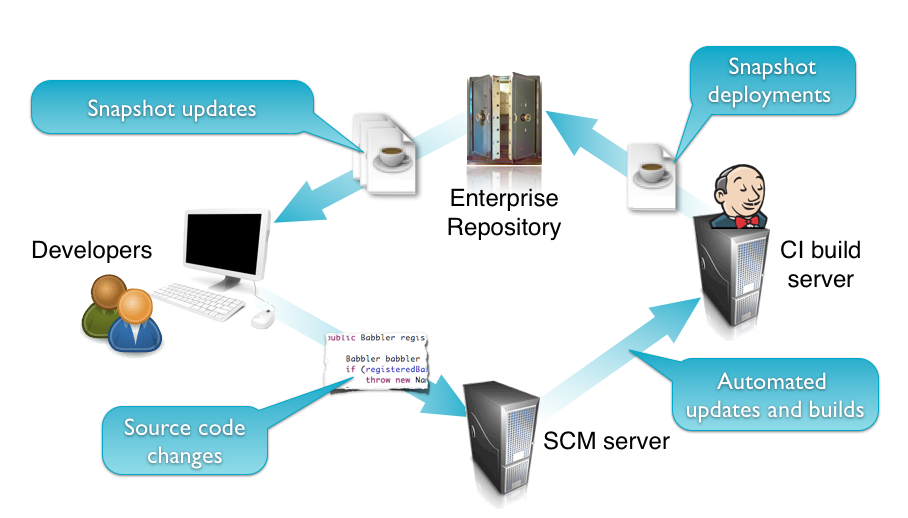 Snapshot updates
Snapshot
deployments
Enterprise
Repository
Developers
CI build
server
public Babbler regis
Babbler babbler
if (registeredBa
throw new Na
Automated
updates and builds
Source code
changes
SCM server